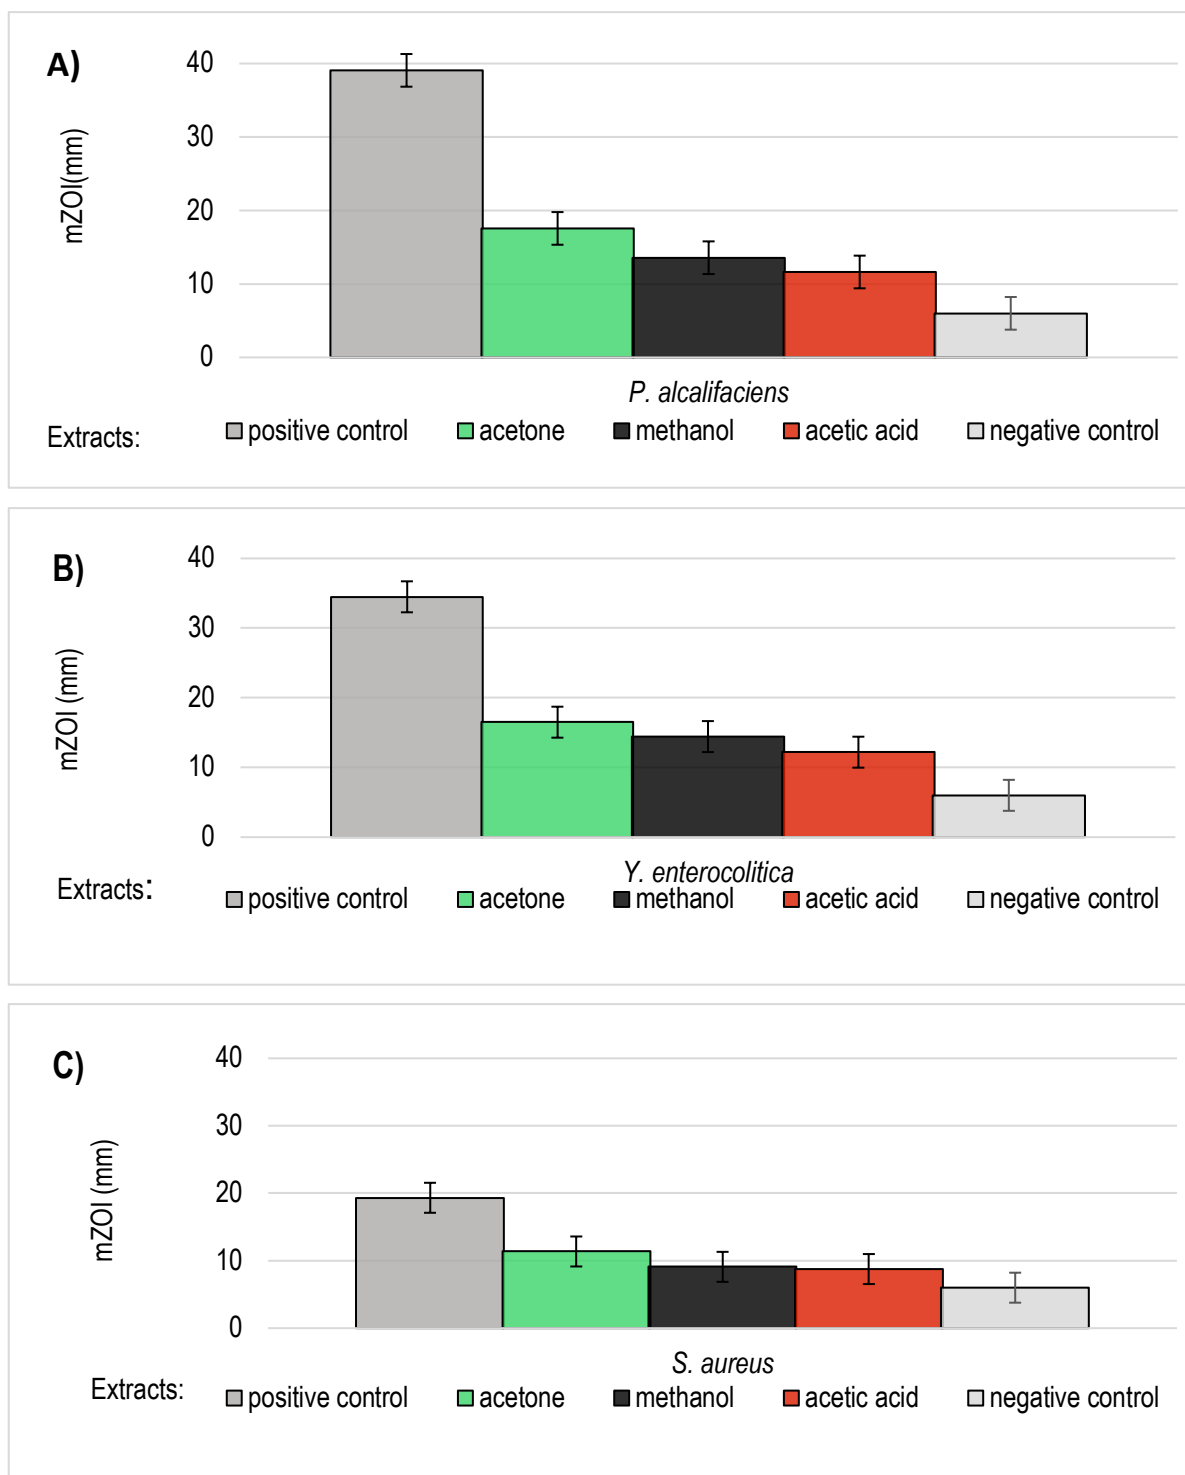 A)
mZOI(mm)
40
30
20
10
0
P. alcalifaciens
Extracts: positive control acetone methanol acetic acid negative control
B)
mZOI (mm)
40
30
20
10
0
Y. enterocolitica
Extracts: positive control acetone methanol acetic acid negative control
C)
mZOI (mm)
40
30
20
10
0
S. aureus
Extracts: positive control acetone methanol acetic acid negative control